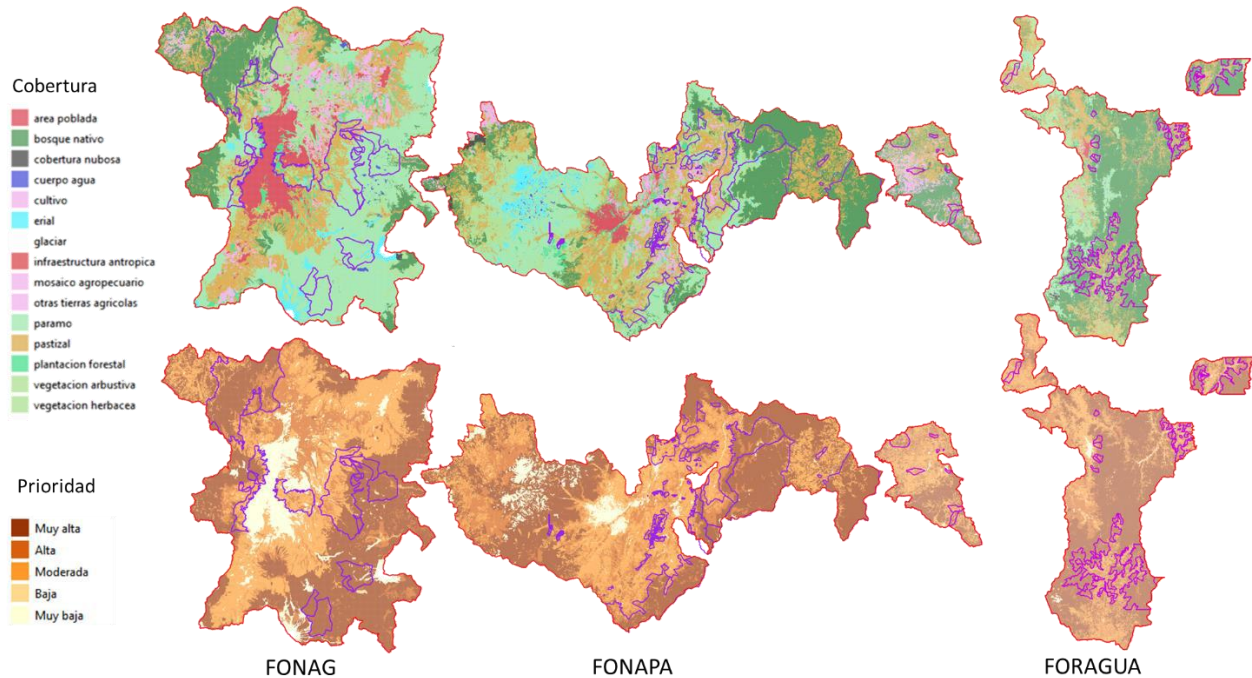 Cobertura
area poblada
bosque nativo
cobertura nubosa
cuerpo agua
cultivo
erial
glaciar
infraestructura antropica
mosaico agropecuario
otras tierras agricolas
paramo
pastizal
plantacion forestal
vegetacion arbustiva
vegetacion herbacea
Prioridad
Muy alta
Alta
Moderada
Baja
Muy baja
FONAG
FONAPA
FORAGUA